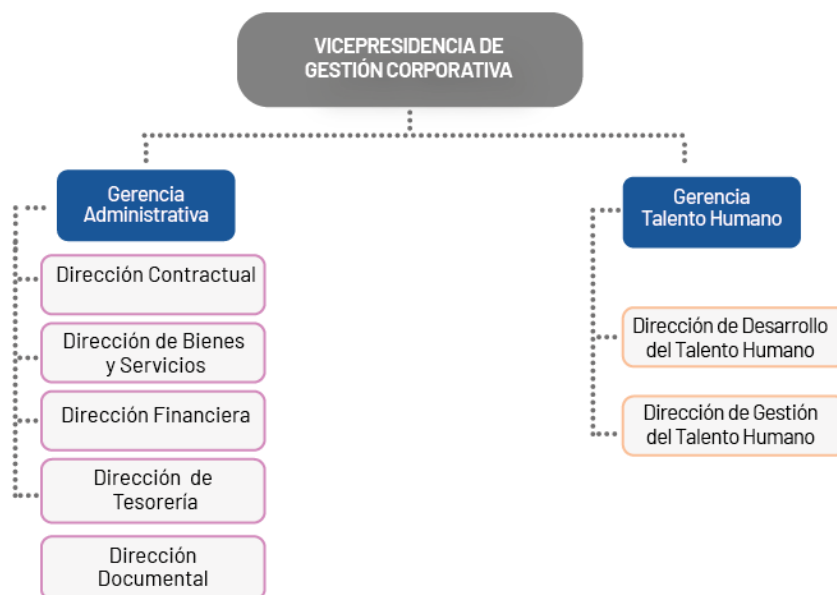 VICEPRESIDENCIA DE
GESTIÓN CORPORATIVA
Gerencia
Administrativa
Dirección Contractual
Dirección de Bienes
y Servicios
Dirección Financiera
Dirección de
Tesorería
Dirección
Documental
Gerencia
Talento Humano
Dirección de Desarrollo
del Talento Humano
Dirección de Gestión
del Talento Humano